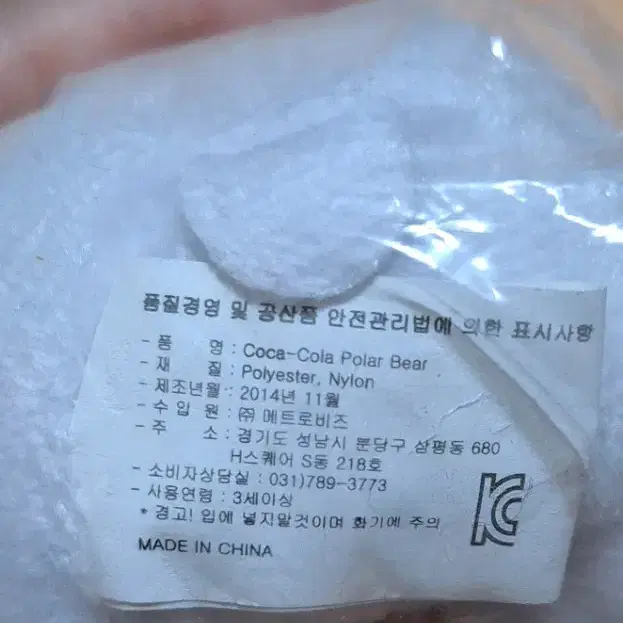 품질경영 및 공산품 안전관리법에 의한 표시사항
- 품 명 : Coca-Cola Polar Bear
- 재 질 : Polyester, Nylon
- 제조년월 : 2014년 11월
- 수 입 원 : ㈜ 메트로비즈
- 주 소 : 경기도 성남시 분당구 삼평동 680
H스퀘어 S동 218호
- 소비자상담실 : 031)789-3773
- 사용연령 : 3세이상
* 경고! 입에 넣지말것이며 화기에 주의
MADE IN CHINA
KC